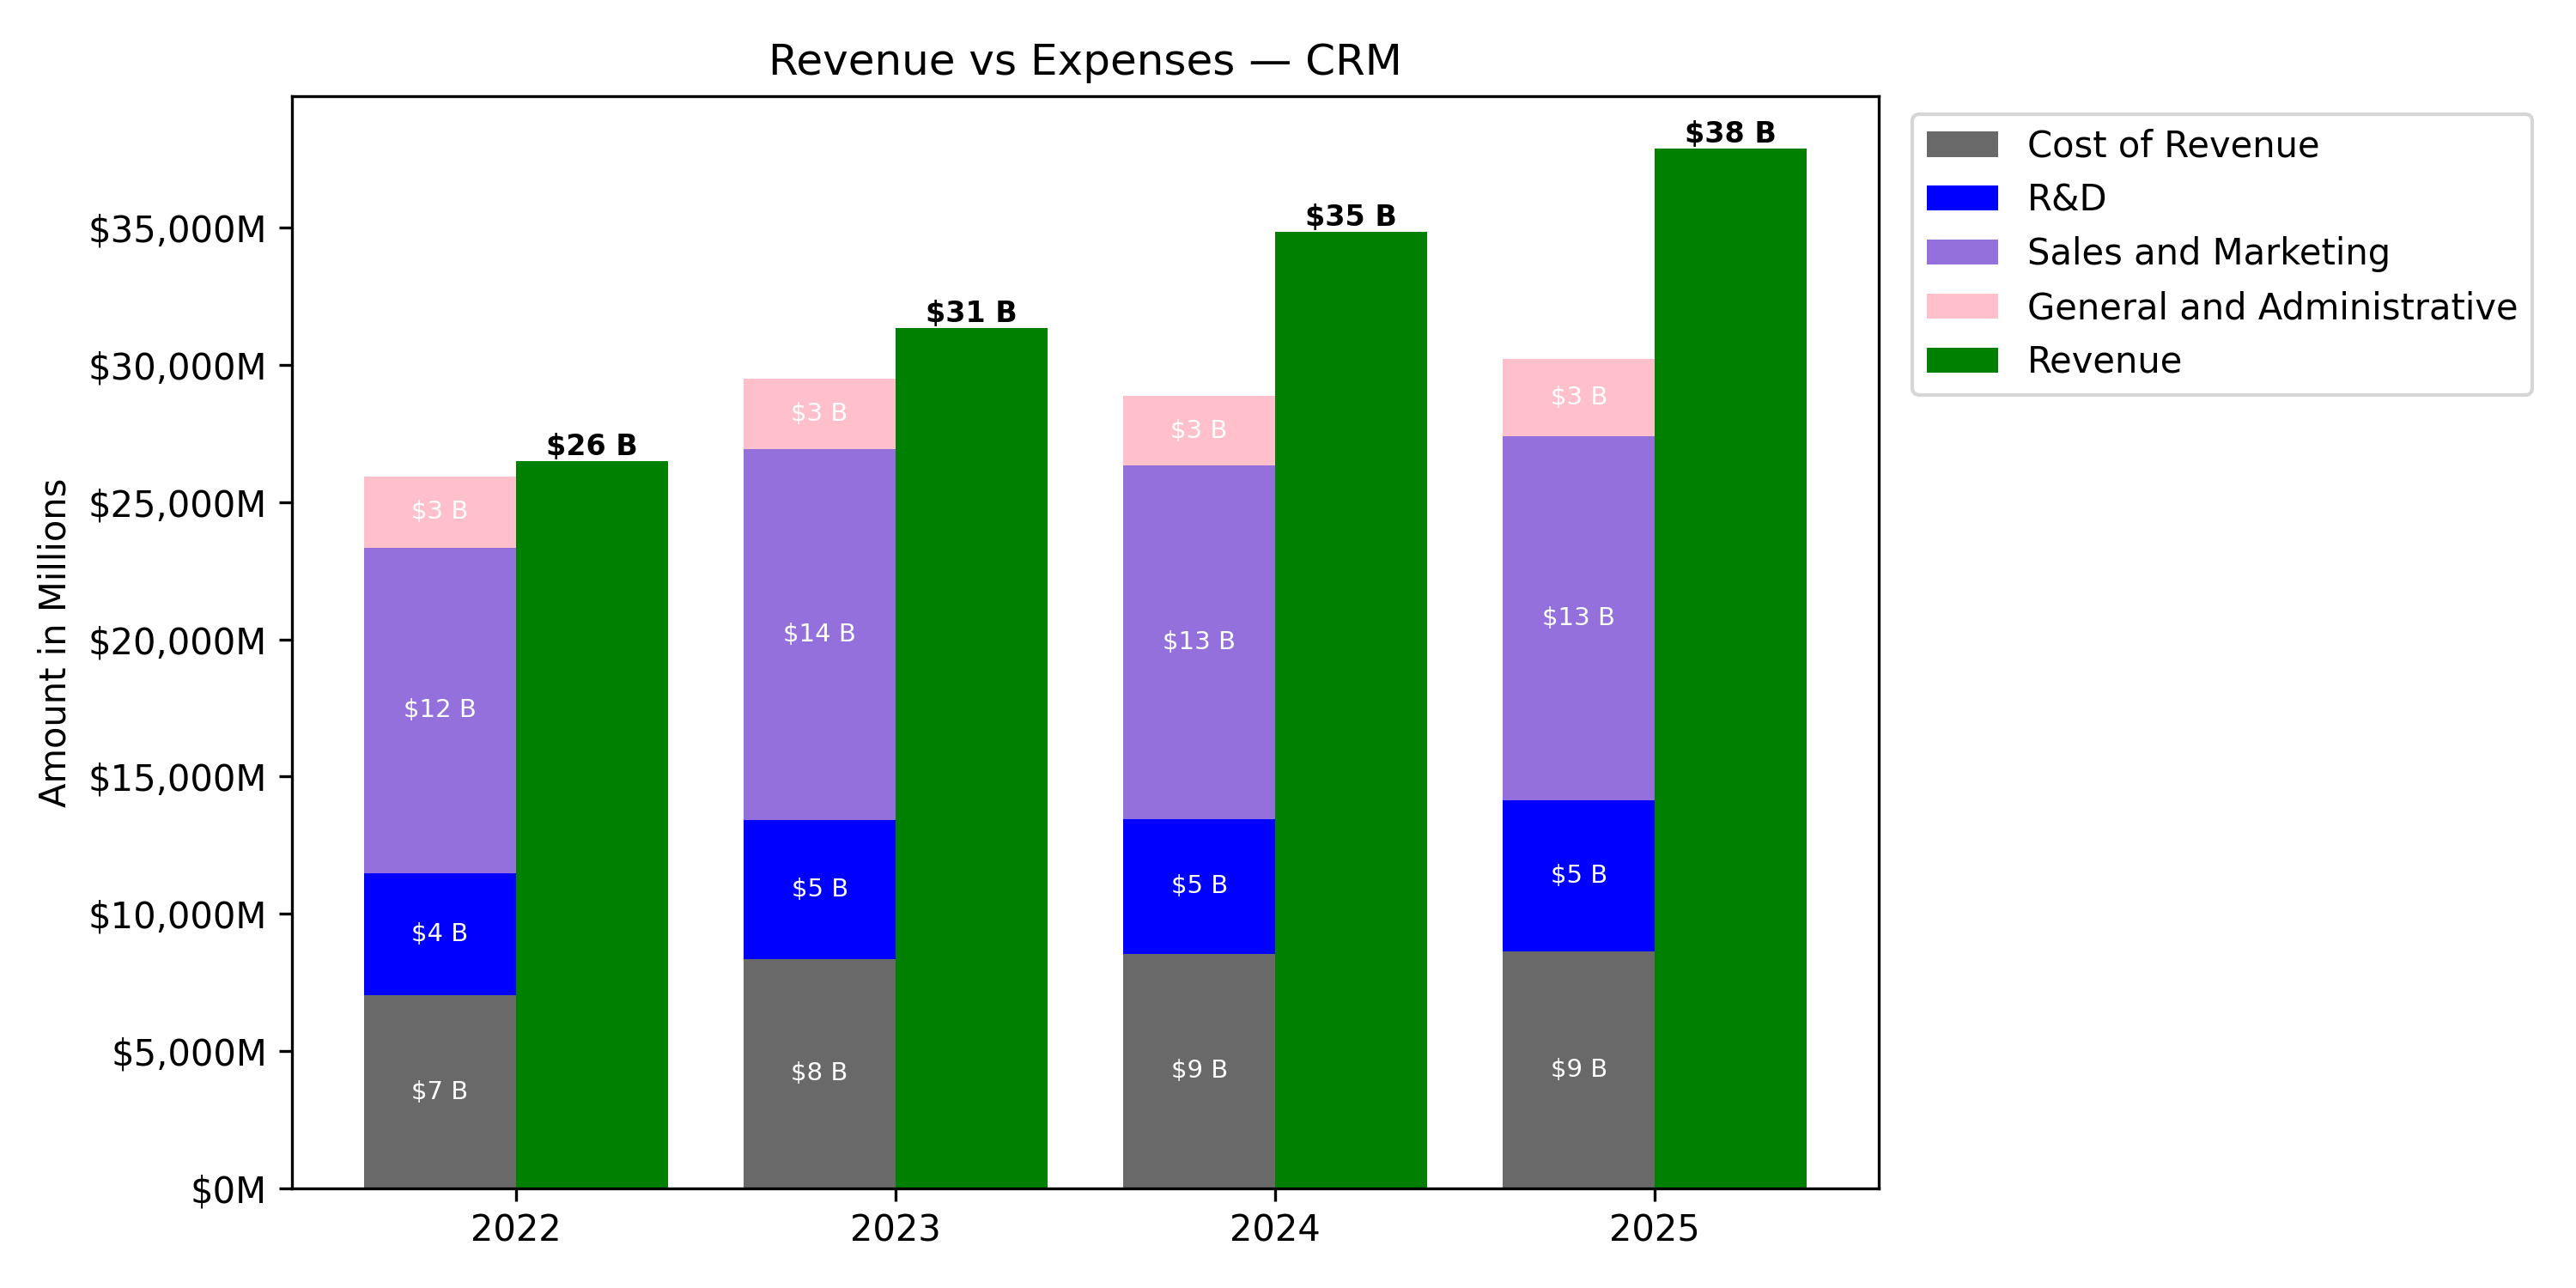 Revenue vs Expenses — CRM
Amount in Millions
$35,000M
$30,000M
$25,000M
$20,000M
$15,000M
$10,000M
$5,000M
$0M
$26 B
$3 B
$12 B
$4 B
$7 B
$31 B
$3 B
$14 B
$5 B
$8 B
$35 B
$3 B
$13 B
$5 B
$9 B
$38 B
$3 B
$13 B
$5 B
$9 B
2022
2023
2024
2025
Cost of Revenue
R&D
Sales and Marketing
General and Administrative
Revenue